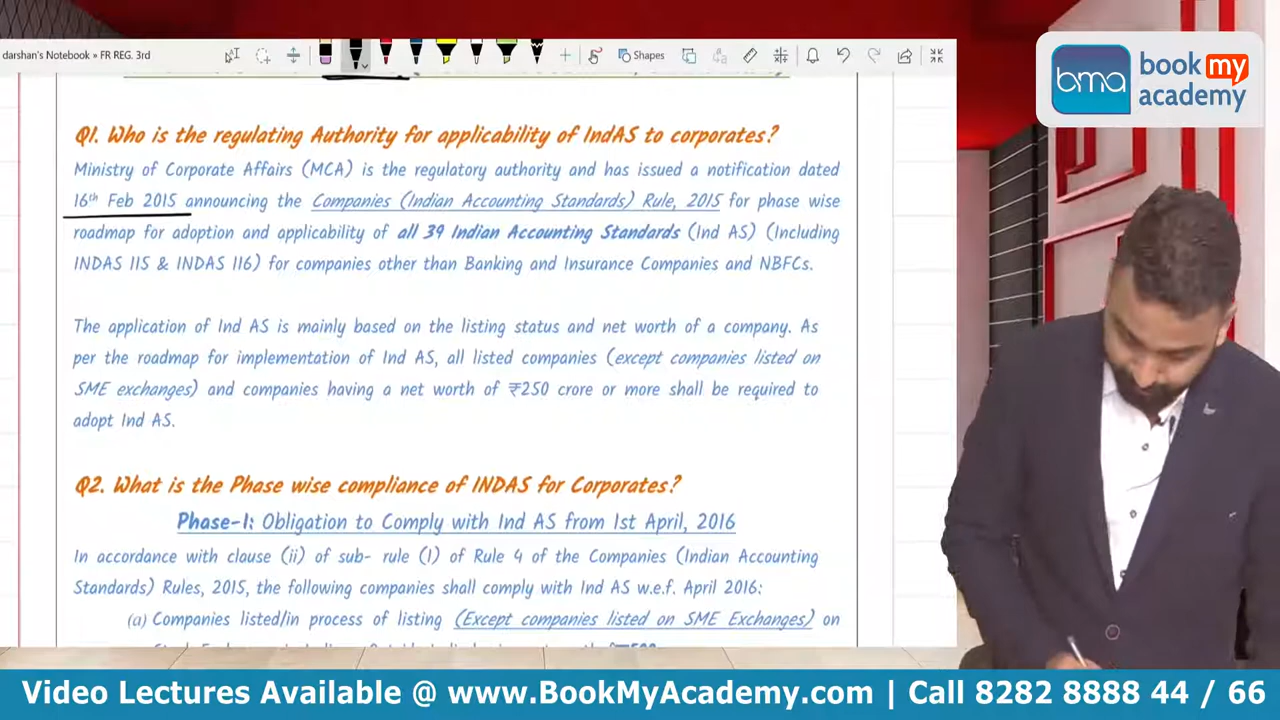 darshan's Notebook » FR REG. 3rd
Shapes
bma
book my
academy
Q1. Who is the regulating Authority for applicability of IndAS to corporates?
Ministry of Corporate Affairs (MCA) is the regulatory authority and has issued a notification dated
16th Feb 2015 announcing the Companies (Indian Accounting Standards) Rule, 2015 for phase wise
roadmap for adoption and applicability of all 39 Indian Accounting Standards (Ind AS) (Including
INDAS 115 & INDAS 116) for companies other than Banking and Insurance Companies and NBFCs.
The application of Ind AS is mainly based on the listing status and net worth of a company. As
per the roadmap for implementation of Ind AS, all listed companies (except companies listed on
SME exchanges) and companies having a net worth of ₹250 crore or more shall be required to
adopt Ind AS.
Q2. What is the Phase wise compliance of INDAS for Corporates?
Phase-I: Obligation to Comply with Ind AS from 1st April, 2016
In accordance with clause (ii) of sub- rule (1) of Rule 4 of the Companies (Indian Accounting
Standards) Rules, 2015, the following companies shall comply with Ind AS w.e.f. April 2016:
(a) Companies listed/in process of listing (Except companies listed on SME Exchanges) on
Video Lectures Available @ www.BookMyAcademy.com | Call 8282 8888 44 / 66